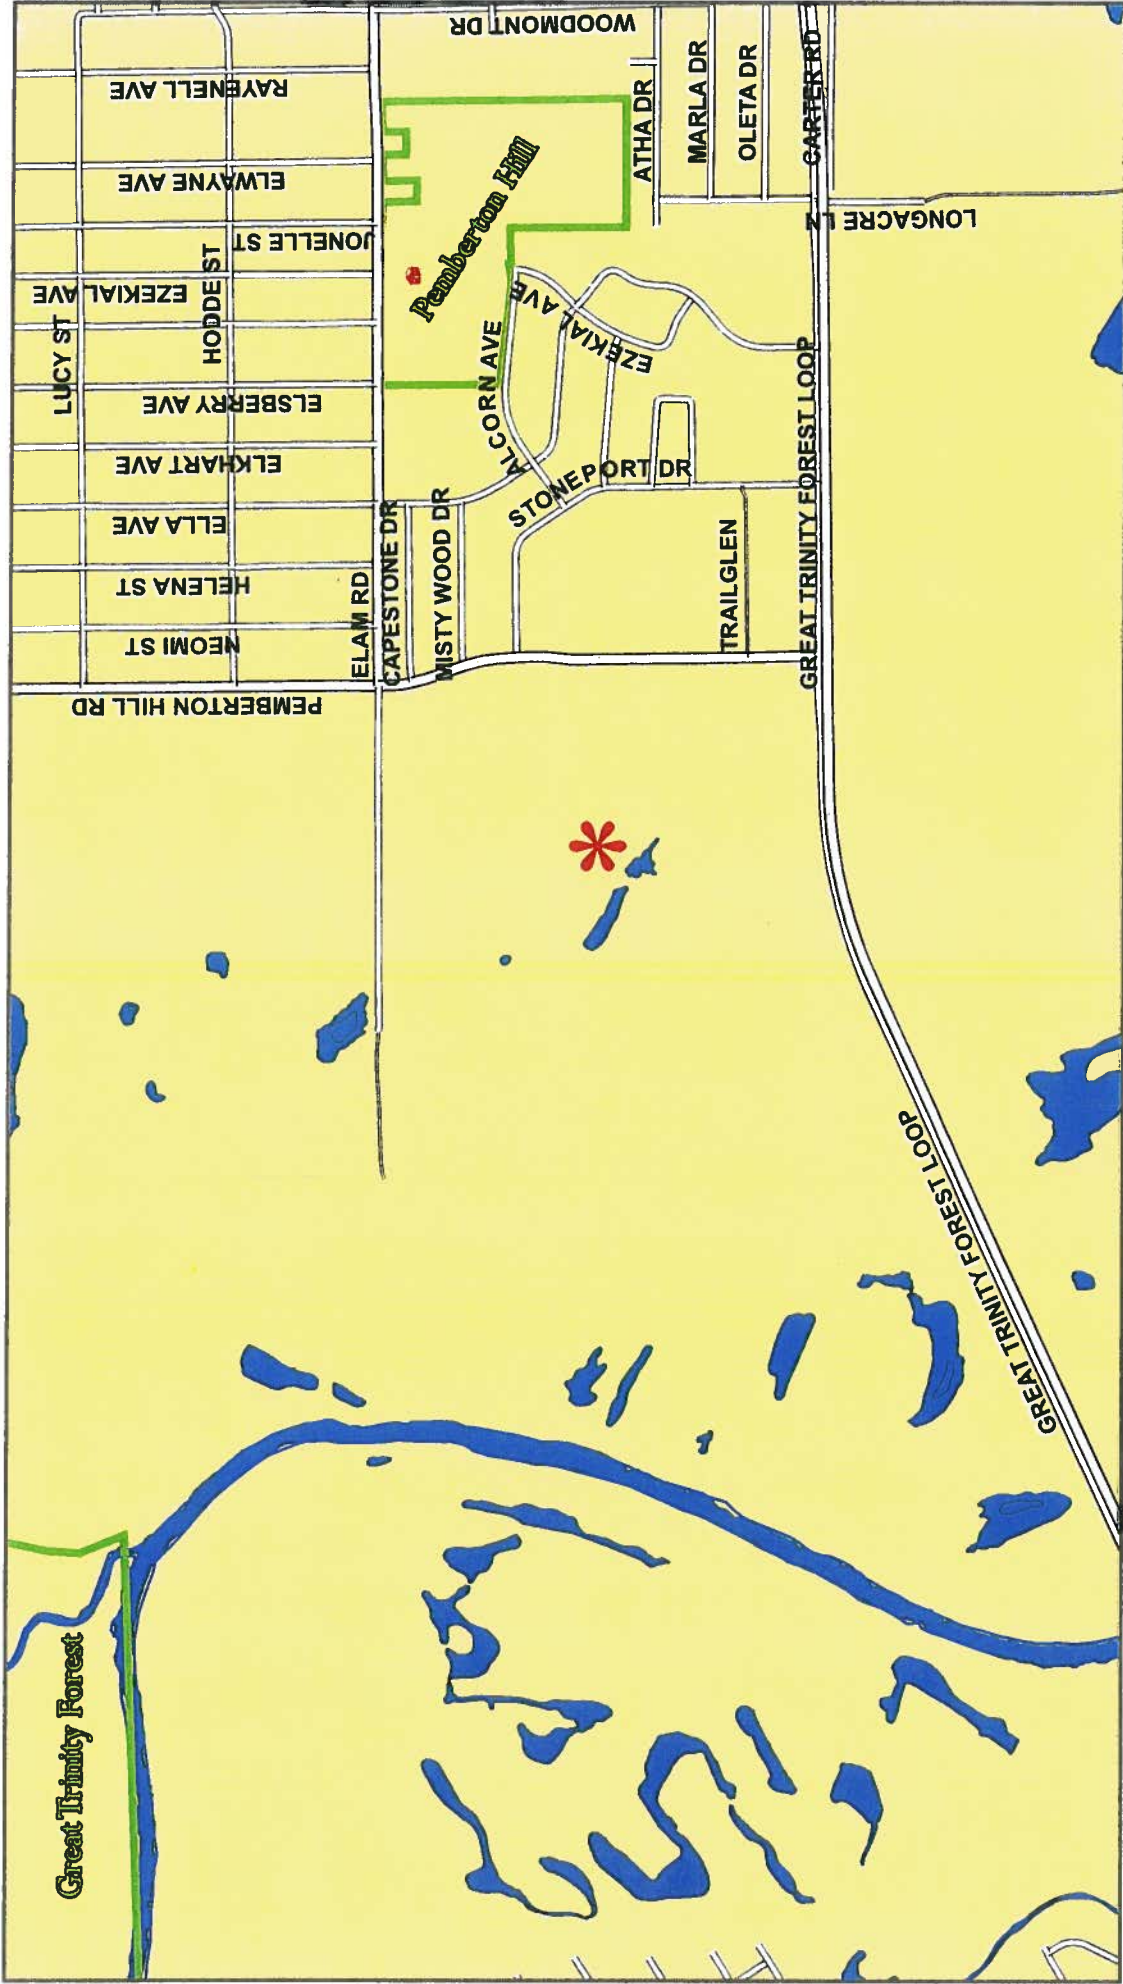 Great Trinity Forest
PEMBERTON HILL RD
NEOMI ST
HELENA ST
ELLA AVE
ELKHART AVE
ELSBERRY AVE
EZEKIAL AVE
JONELLE ST
ELWAYNE AVE
RAYENELL AVE
LUCY ST
HODDE ST
ELAM RD
CAPESTONE DR
MISTY WOOD DR
ALCORN AVE
STONEPORT DR
EZEKIAL AVE
Pemberton Hill
WOODMONT DR
ATHA DR
MARLA DR
OLETA DR
CARTER RD
LONGACRE LN
TRAILGLEN
GREAT TRINITY FOREST LOOP
GREAT TRINITY FOREST LOOP